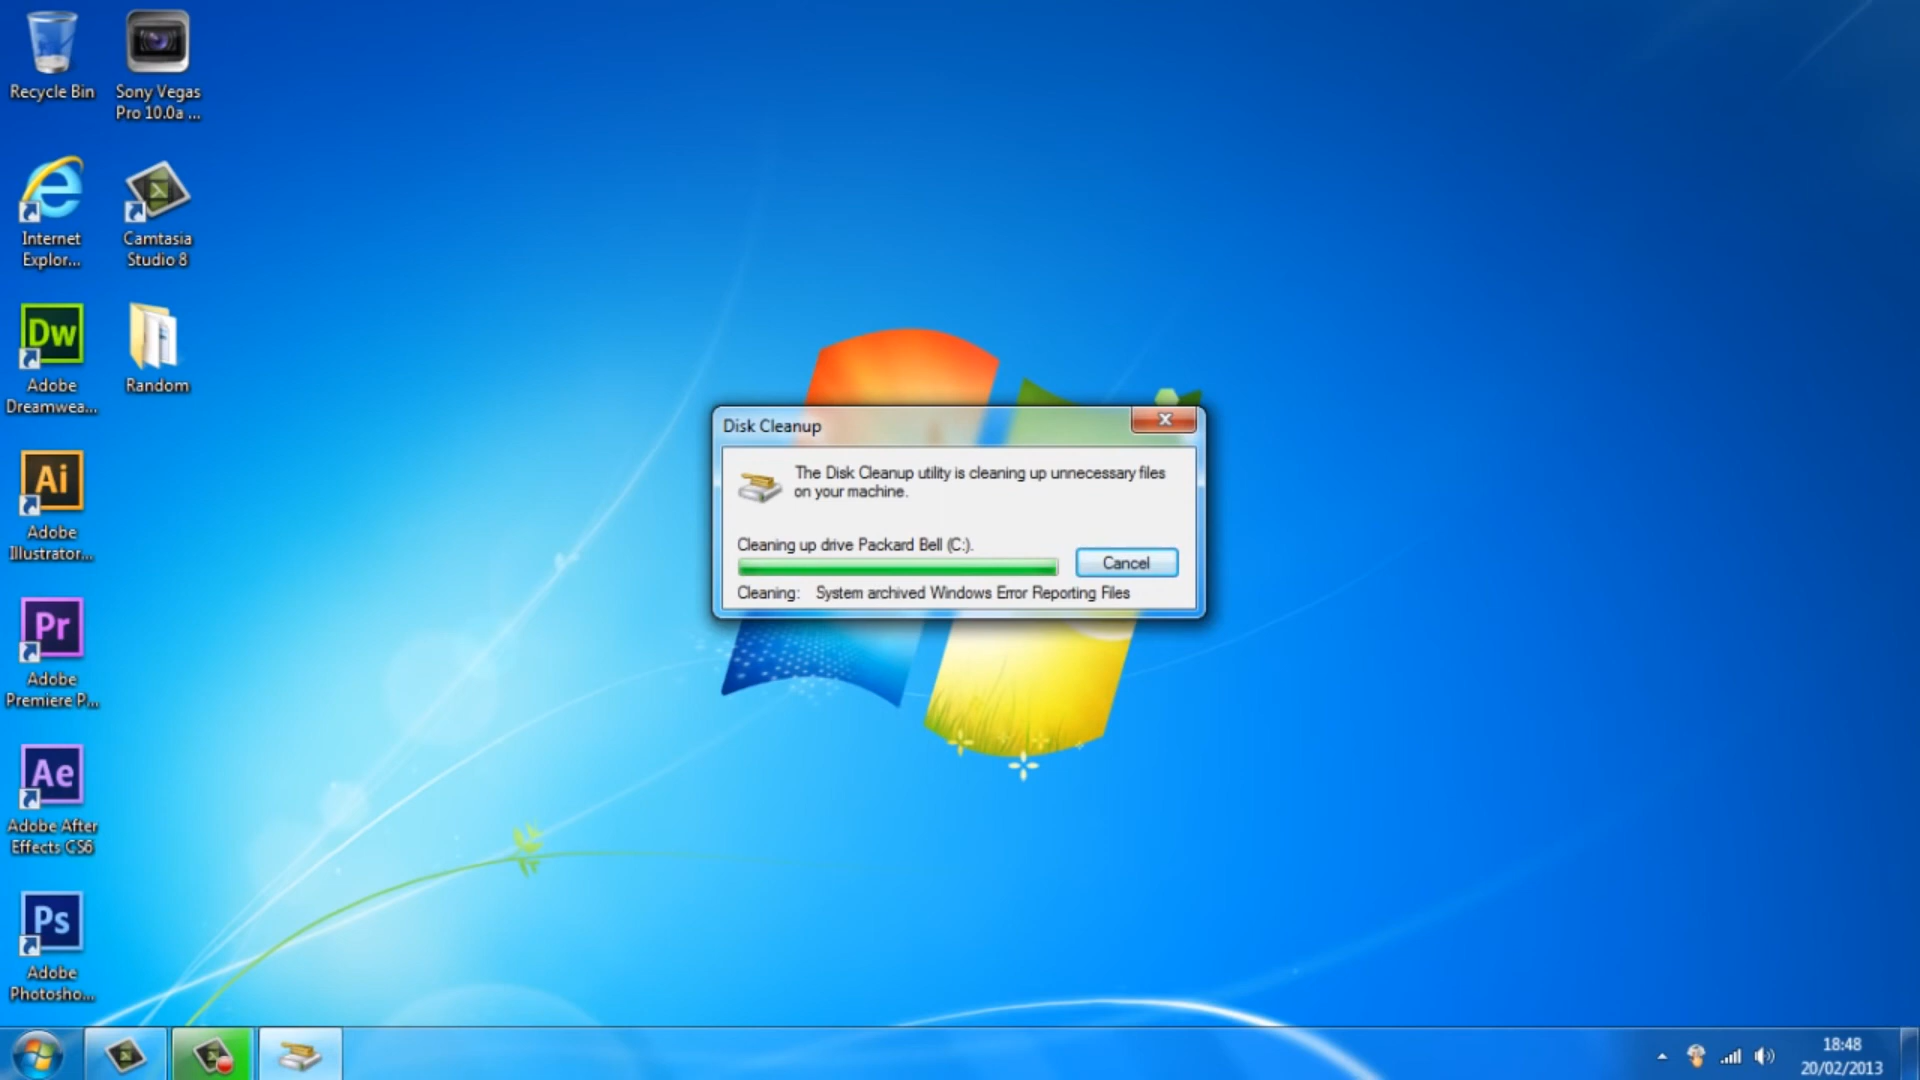 Recycle Bin
Sony Vegas
Pro 10.0a ...
Internet
Explor...
Camtasia
Studio 8
Dw
Adobe
Dreamwea...
Random
Ai
Adobe
Illustrator...
Pr
Adobe
Premiere P...
Ae
Adobe After
Effects CS6
Ps
Adobe
Photosho...
Disk Cleanup
The Disk Cleanup utility is cleaning up unnecessary files
on your machine.
Cleaning up drive Packard Bell (C:).
Cancel
Cleaning: System archived Windows Error Reporting Files
18:48
20/02/2013